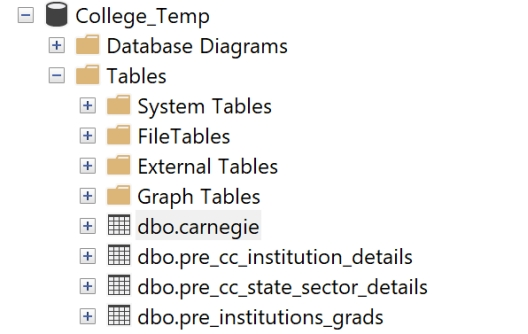 College_Temp
Database Diagrams
Tables
System Tables
FileTables
External Tables
Graph Tables
dbo.carnegie
dbo.pre_cc_institution_details
dbo.pre_cc_state_sector_details
dbo.pre_institutions_grads